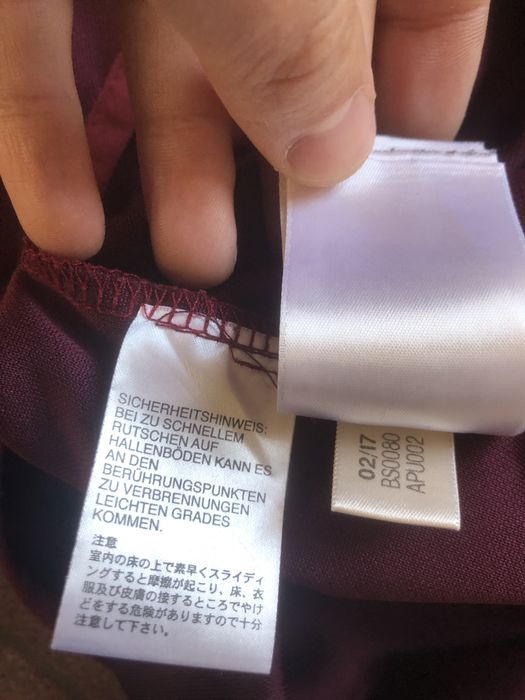 SICHERHEITSHINWEIS:
BEI ZU SCHNELLEM
RUTSCHEN AUF
HALLENBÖDEN KANN ES
AN DEN
BERÜHRUNGSPUNKTEN
ZU VERBRENNUNGEN
LEICHTEN GRADES
KOMMEN.
注意
室内の床の上で素早くスライディ
ングすると摩擦が起こり、床、衣
服及び皮膚の接するところでやけ
どをする危険がありますので十分
注意して下さい。
02/17
BS0080
APU002